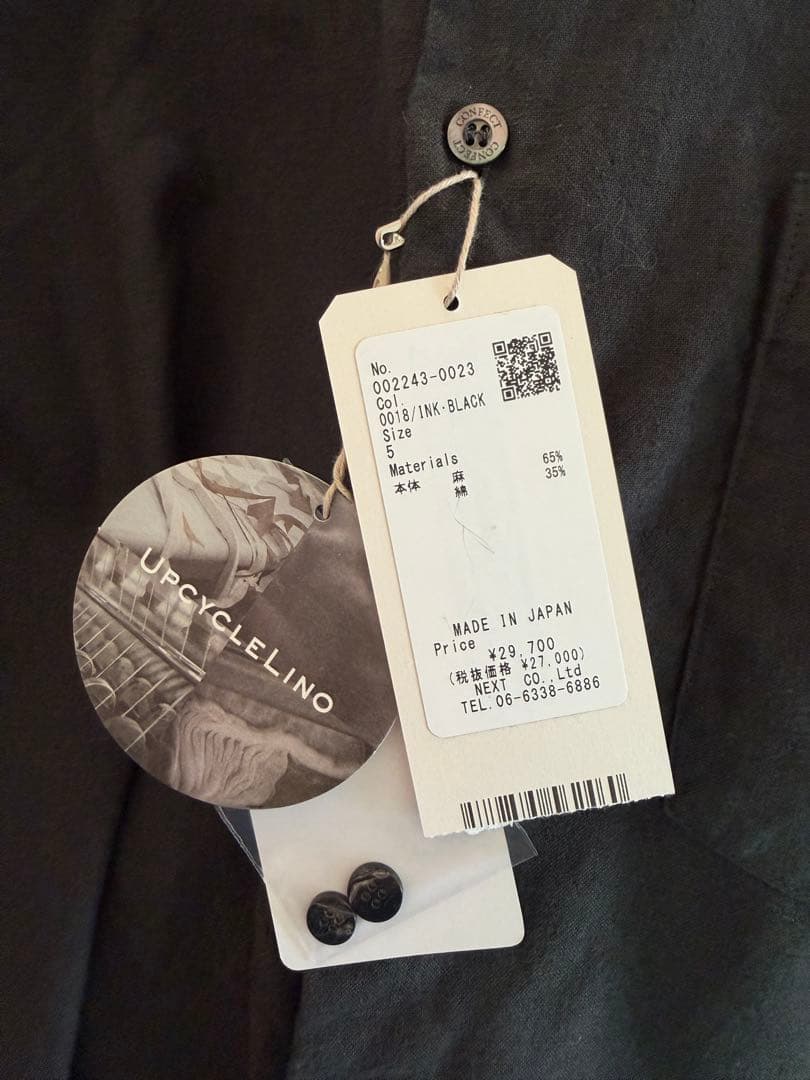 CONFECT CONFECT
No.
002243-0023
Col.
0018/INK·BLACK
Size
5
Materials
本体 麻 65%
綿 35%
MADE IN JAPAN
Price ¥29,700
(税抜価格 ¥27,000)
NEXT CO.,Ltd
TEL.06-6338-6886
UPCYCLELINO